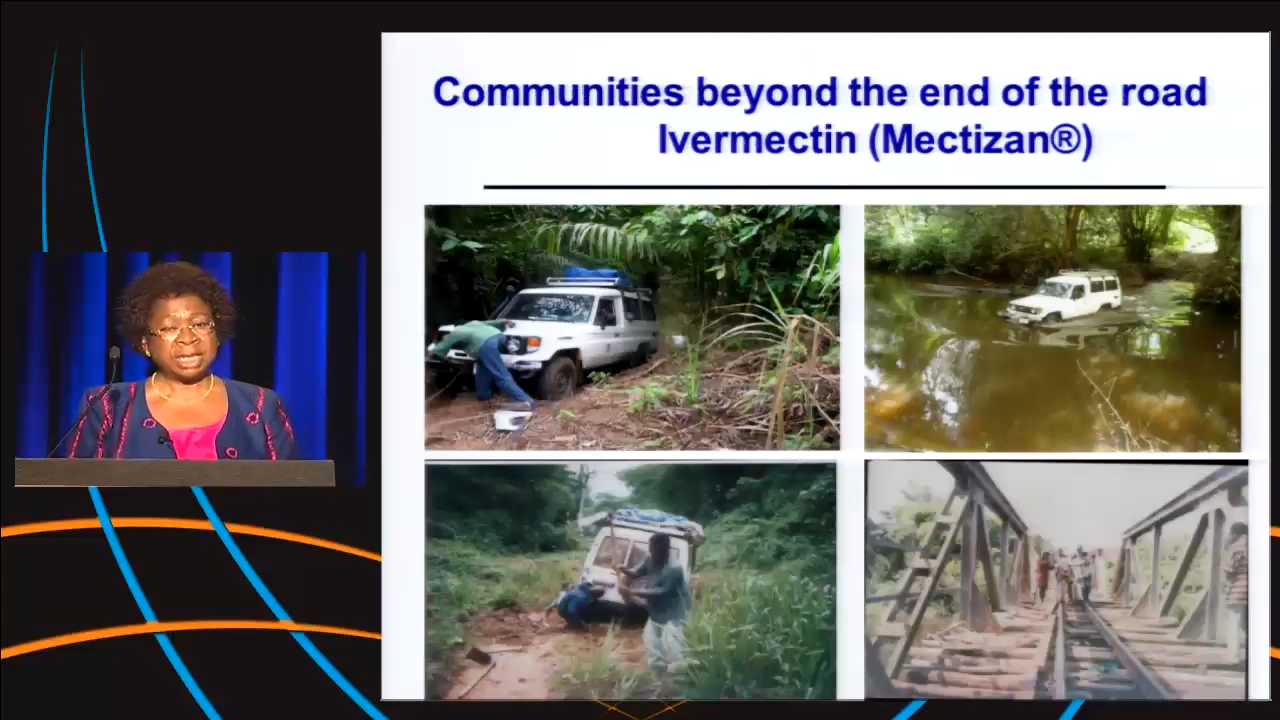 Communities beyond the end of the road
Ivermectin (Mectizan®)